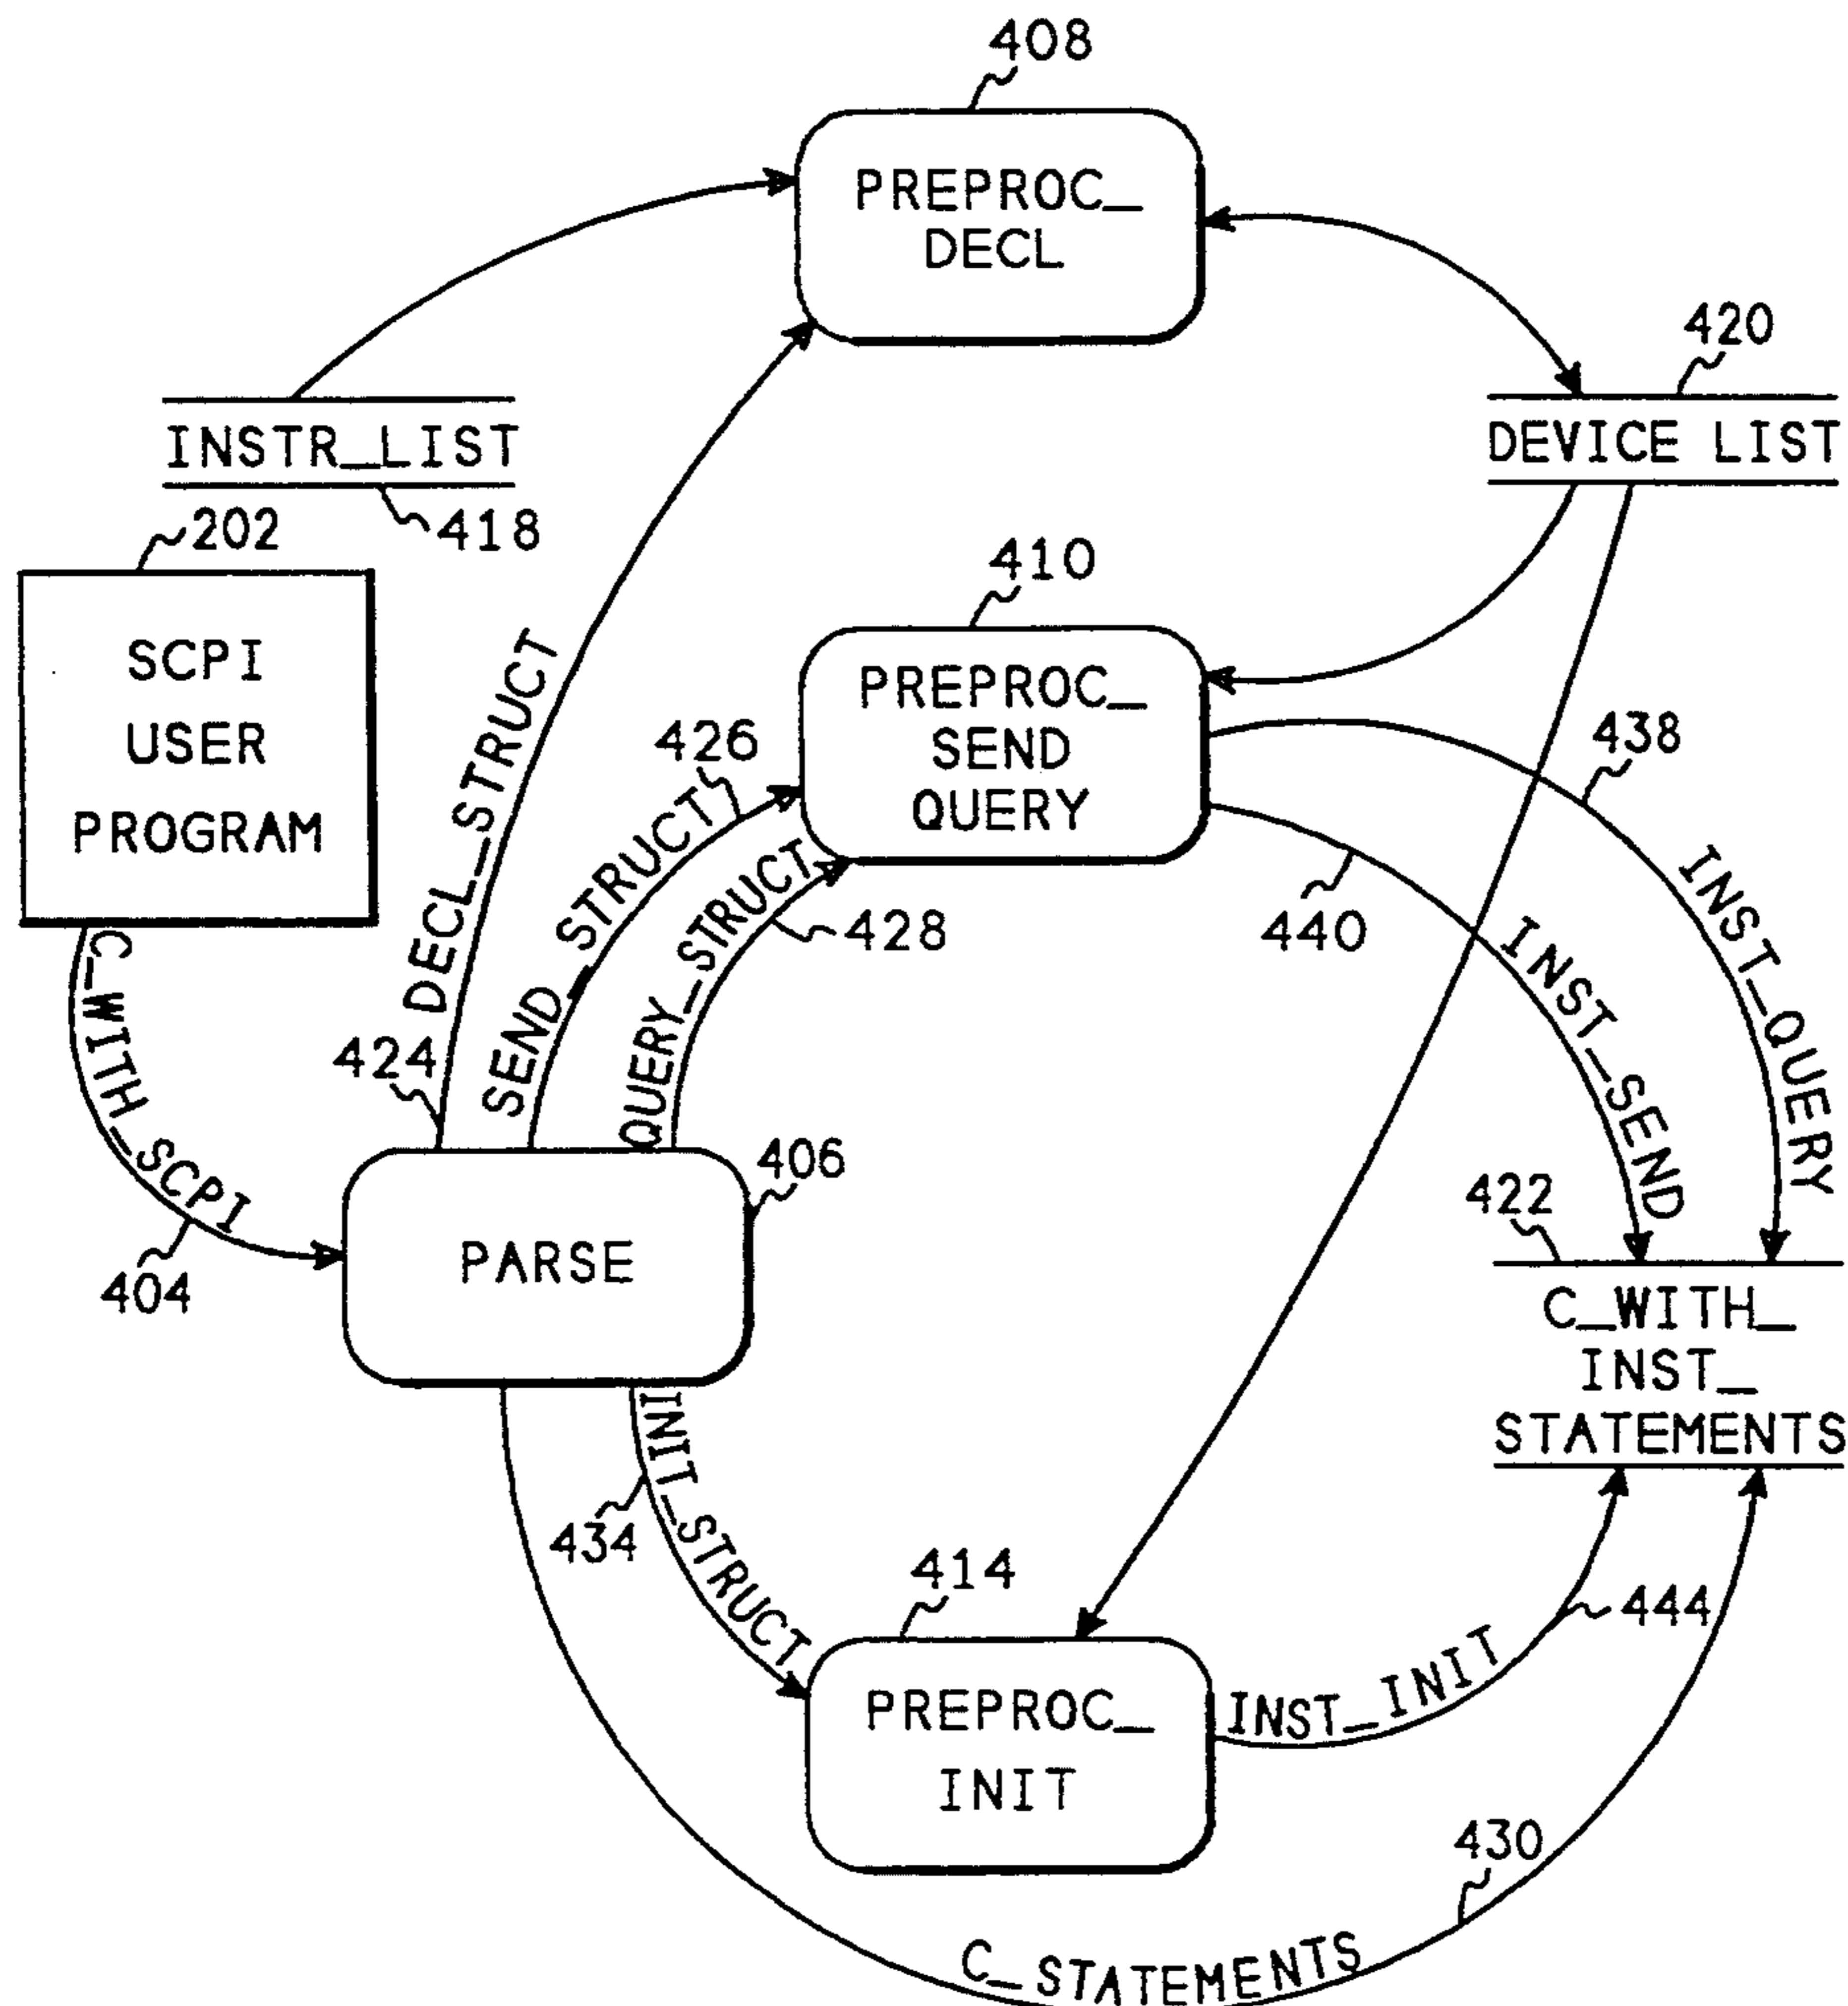 408
PREPROC_
DECL
420
INSTR_LIST
DEVICE LIST
418
202
SCPI
USER
PROGRAM
410
PREPROC_
SEND
QUERY
DECL_STRUCT
426
SEND_STRUCT
QUERY_STRUCT
428
438
440
INST_QUERY
INST_SEND
C_WITH_SCPI
424
406
404
PARSE
422
C_WITH_
INST_
STATEMENTS
INIT_STRUCT
434
414
PREPROC_
INIT
INST_INIT
444
430
C_STATEMENTS